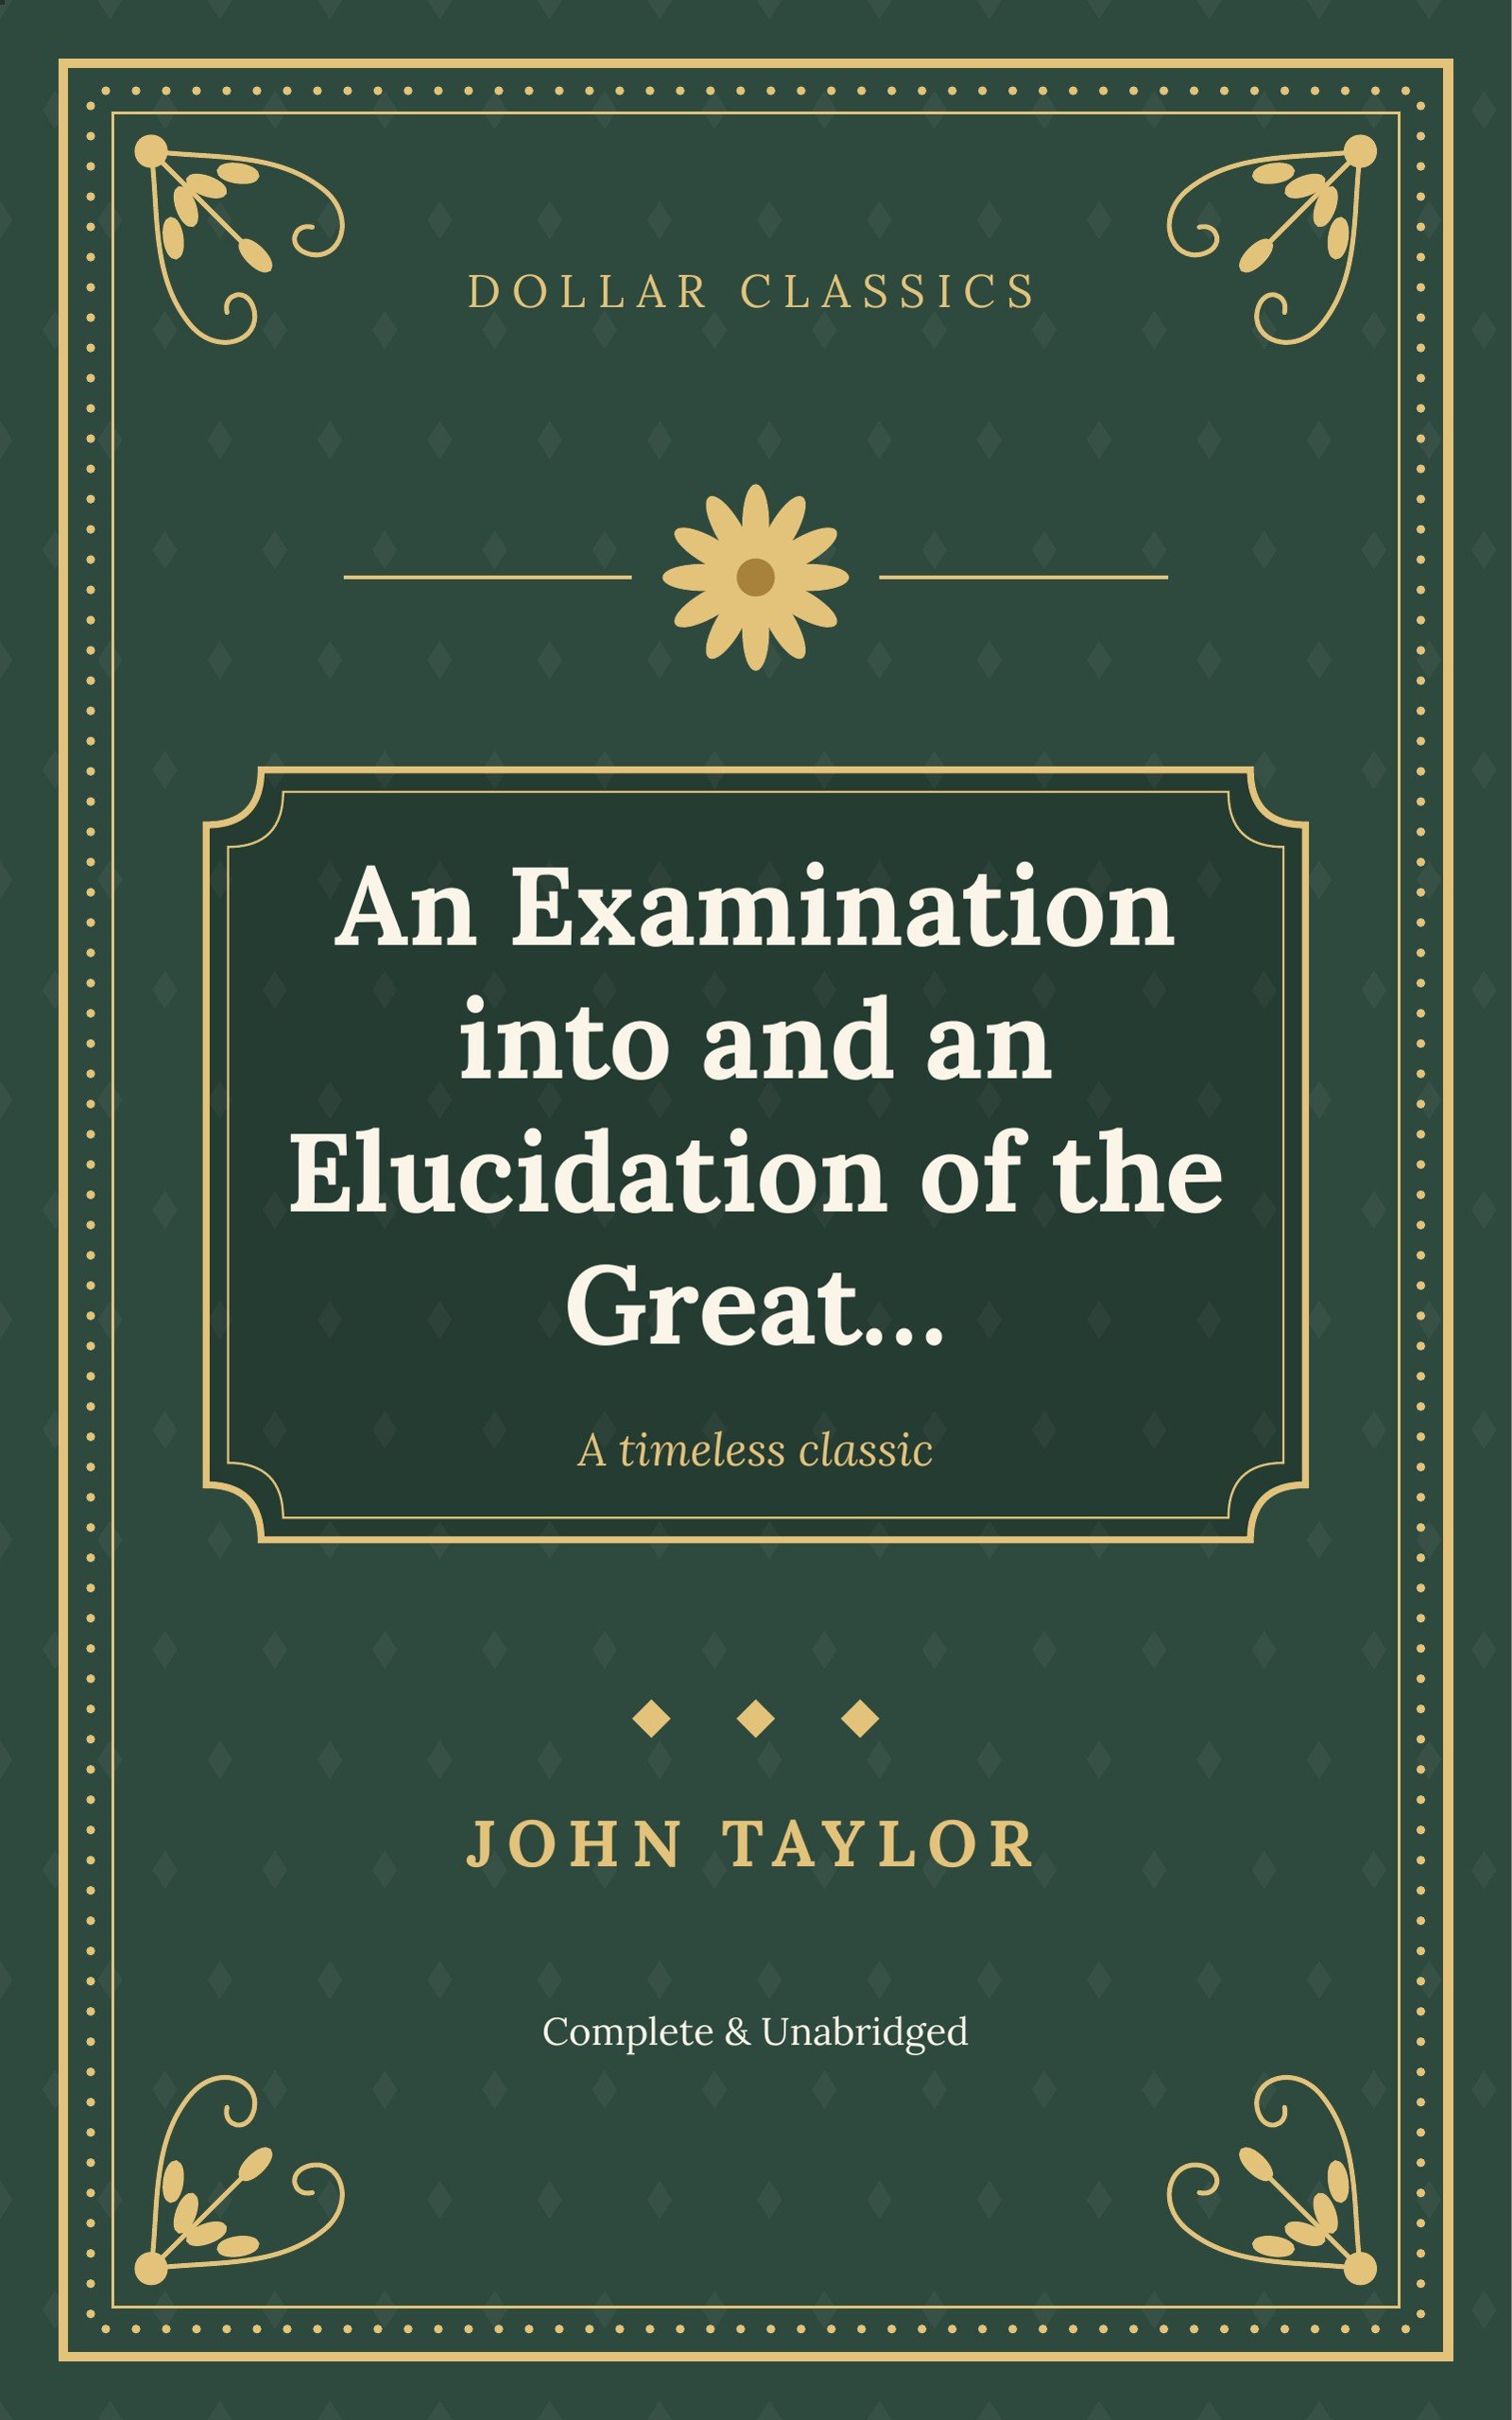 DOLLAR CLASSICS
An Examination
into and an
Elucidation of the
Great...
A timeless classic
JOHN TAYLOR
Complete & Unabridged